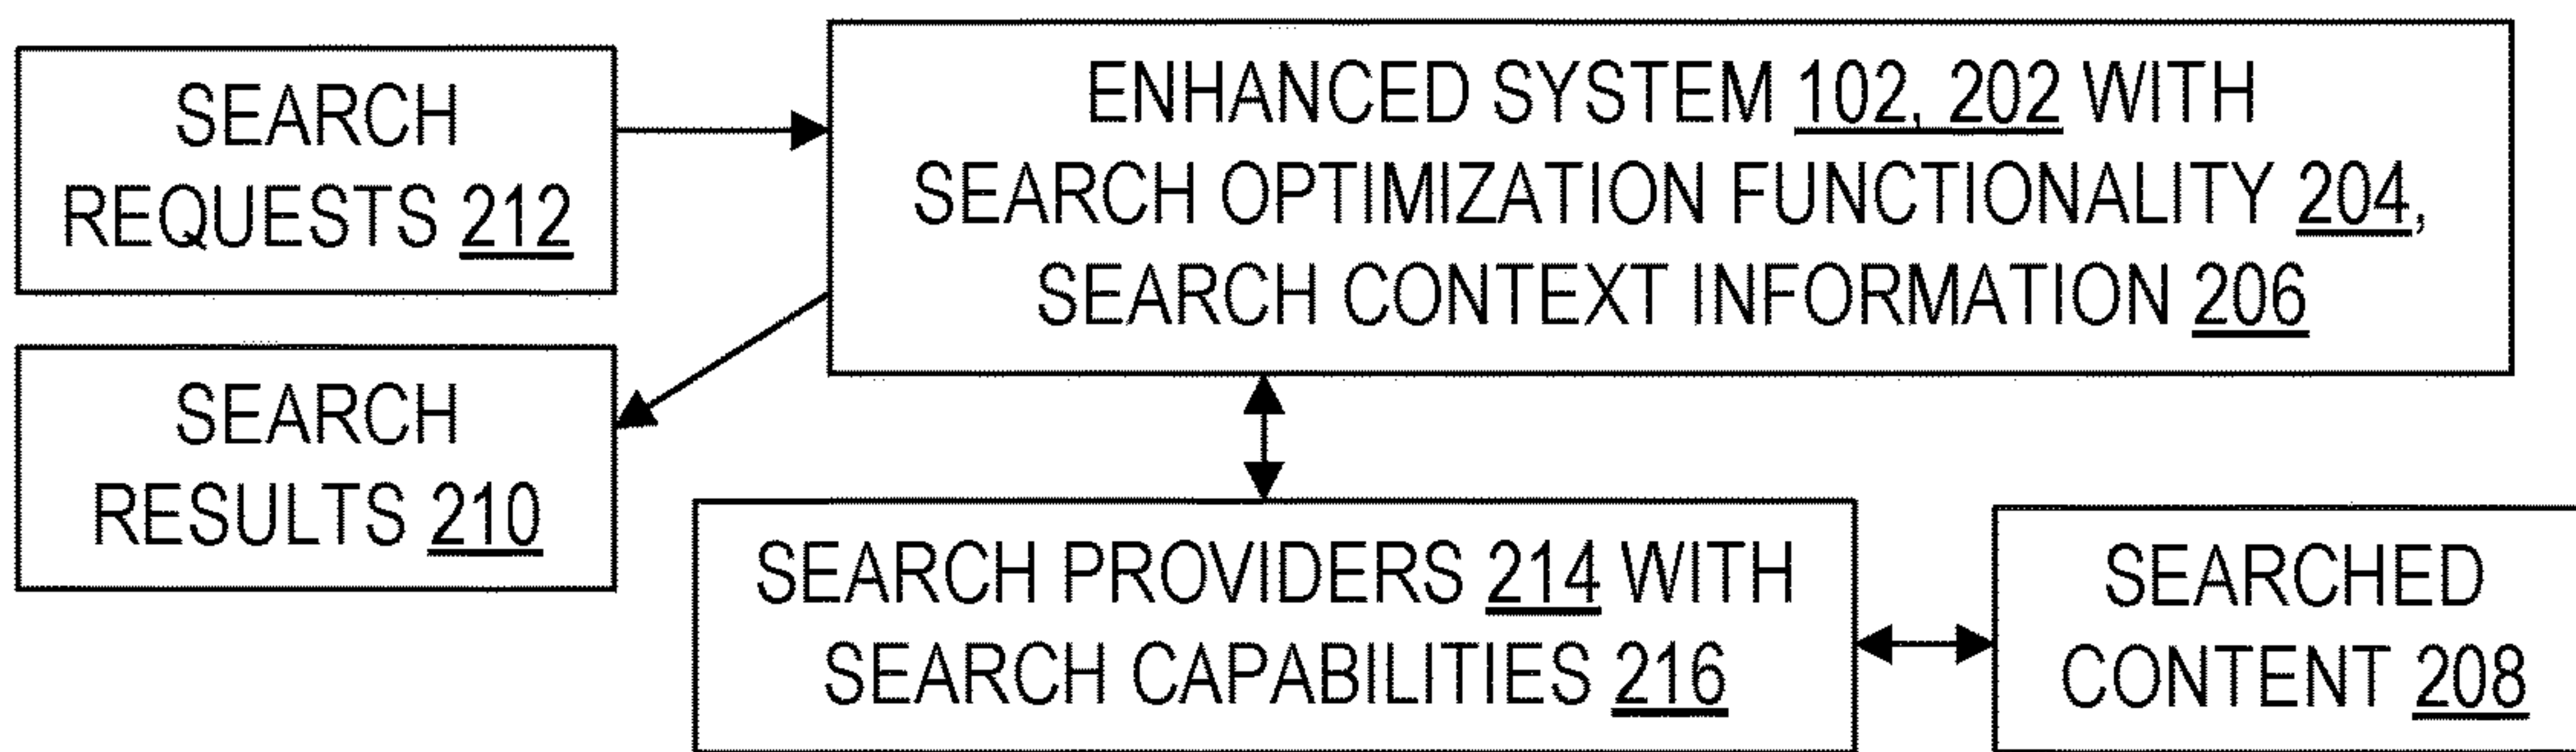 SEARCH
REQUESTS 212
ENHANCED SYSTEM 102, 202 WITH
SEARCH OPTIMIZATION FUNCTIONALITY 204,
SEARCH CONTEXT INFORMATION 206
SEARCH
RESULTS 210
SEARCH PROVIDERS 214 WITH
SEARCH CAPABILITIES 216
SEARCHED
CONTENT 208